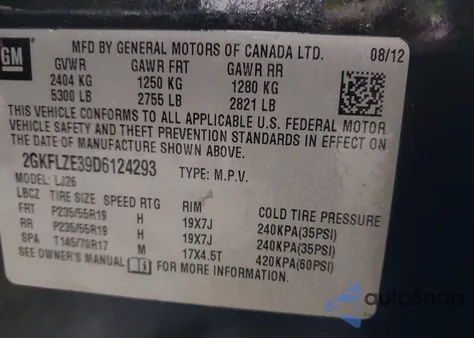 GM
MFD BY GENERAL MOTORS OF CANADA LTD. 08/12
GVWR GAWR FRT GAWR RR
2404 KG 1250 KG 1280 KG
5300 LB 2755 LB 2821 LB
THIS VEHICLE CONFORMS TO ALL APPLICABLE U.S. FEDERAL MOTOR
VEHICLE SAFETY AND THEFT PREVENTION STANDARDS IN EFFECT ON
THE DATE OF MANUFACTURE SHOWN ABOVE.
2GKFLZE39D6124293 TYPE: M.P.V.
MODEL: LJ26
LBCZ TIRE SIZE SPEED RTG RIM COLD TIRE PRESSURE
FRT P235/55R19 H 19X7J 240KPA(35PSI)
RR P235/55R19 H 19X7J 240KPA(35PSI)
SPA T145/70R17 M 17X4.5T 420KPA(60PSI)
SEE OWNER'S MANUAL FOR MORE INFORMATION.
autoSnap